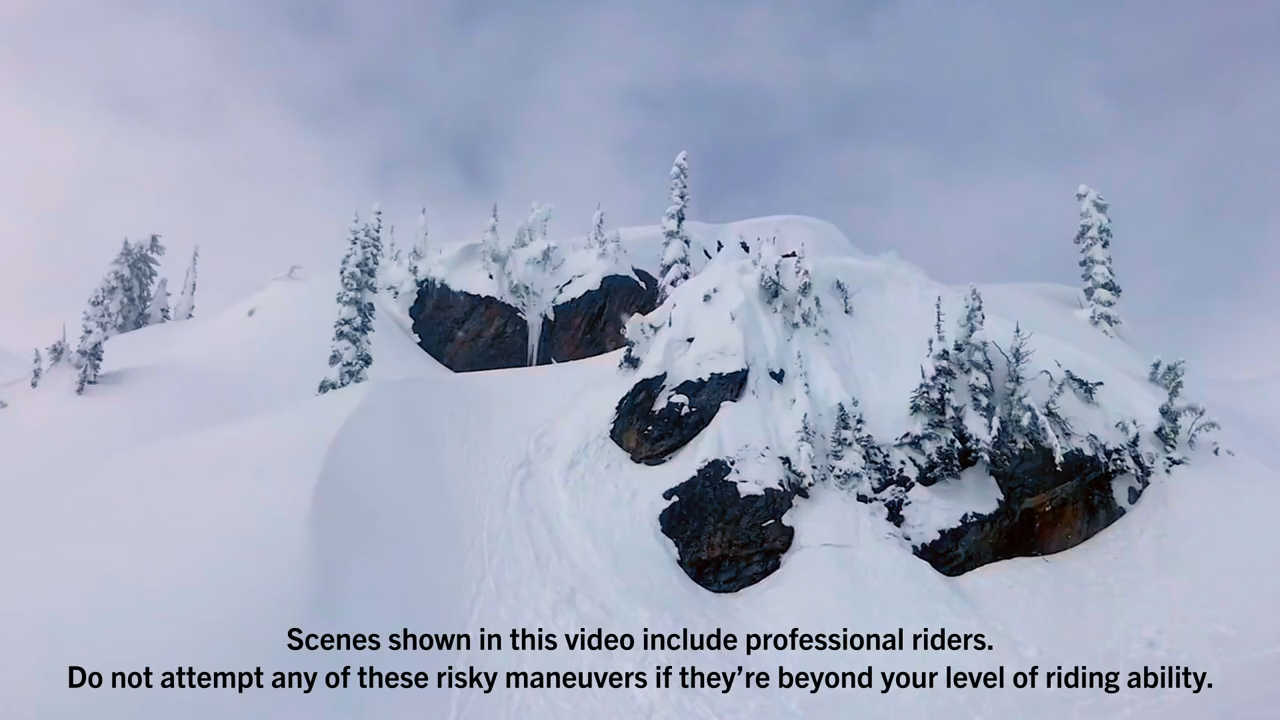 Scenes shown in this video include professional riders.
Do not attempt any of these risky maneuvers if they’re beyond your level of riding ability.